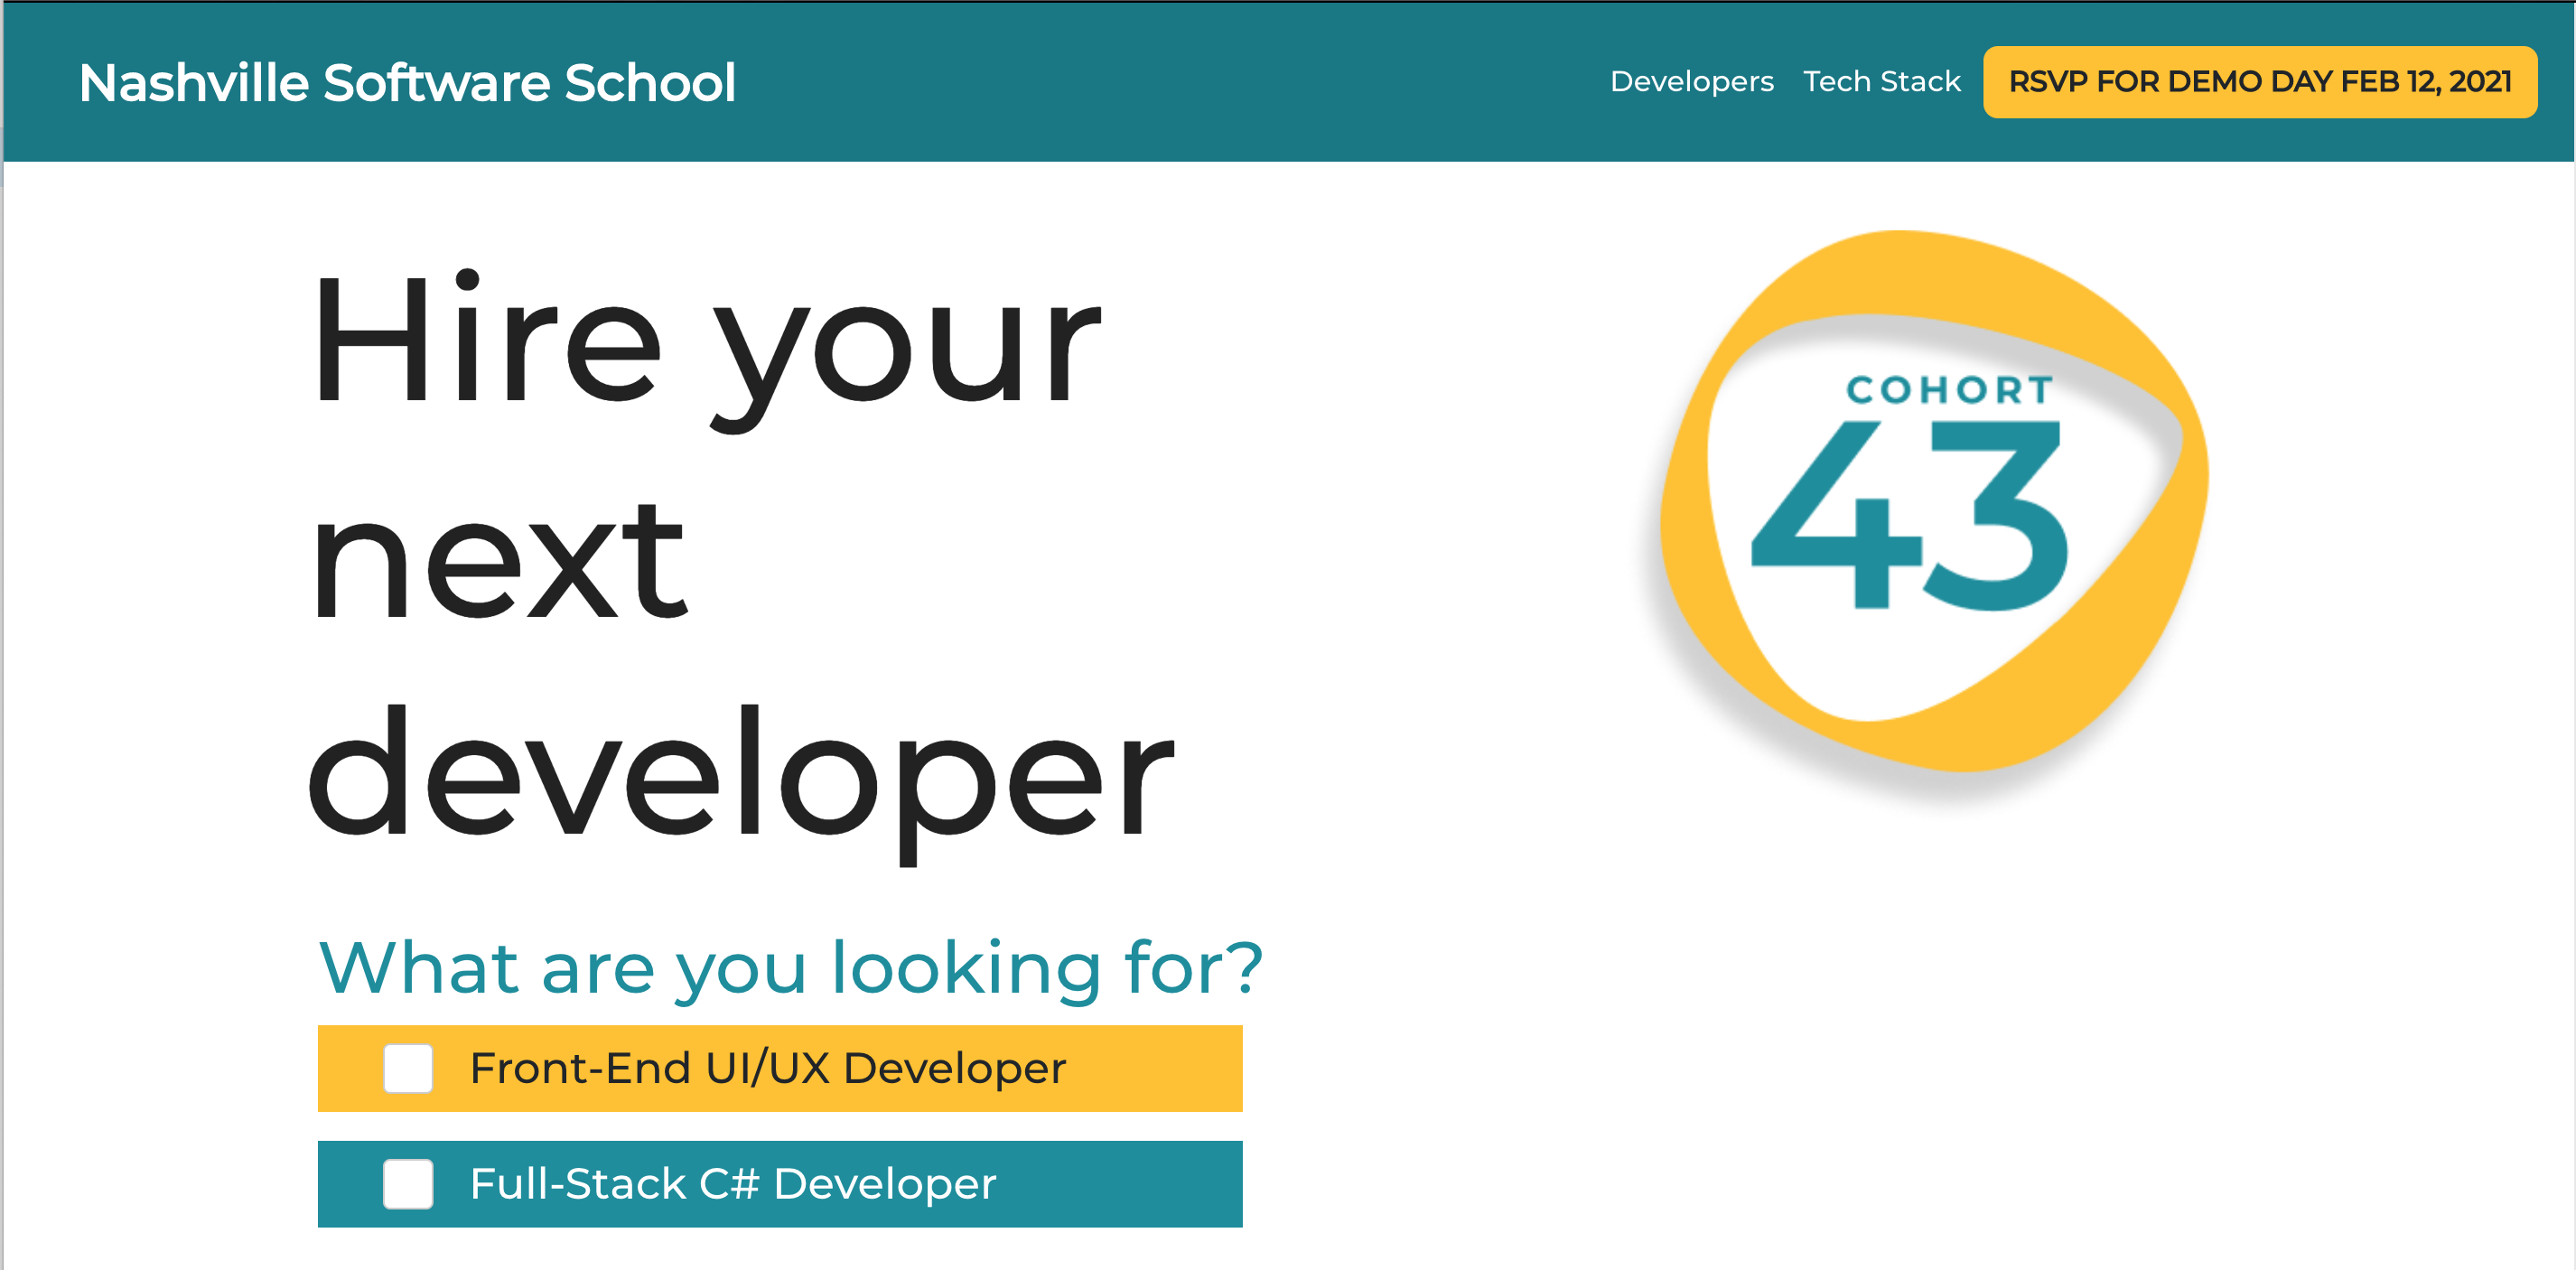 Nashville Software School
Developers Tech Stack RSVP FOR DEMO DAY FEB 12, 2021
Hire your
next
developer
COHORT
43
What are you looking for?
Front-End UI/UX Developer
Full-Stack C# Developer